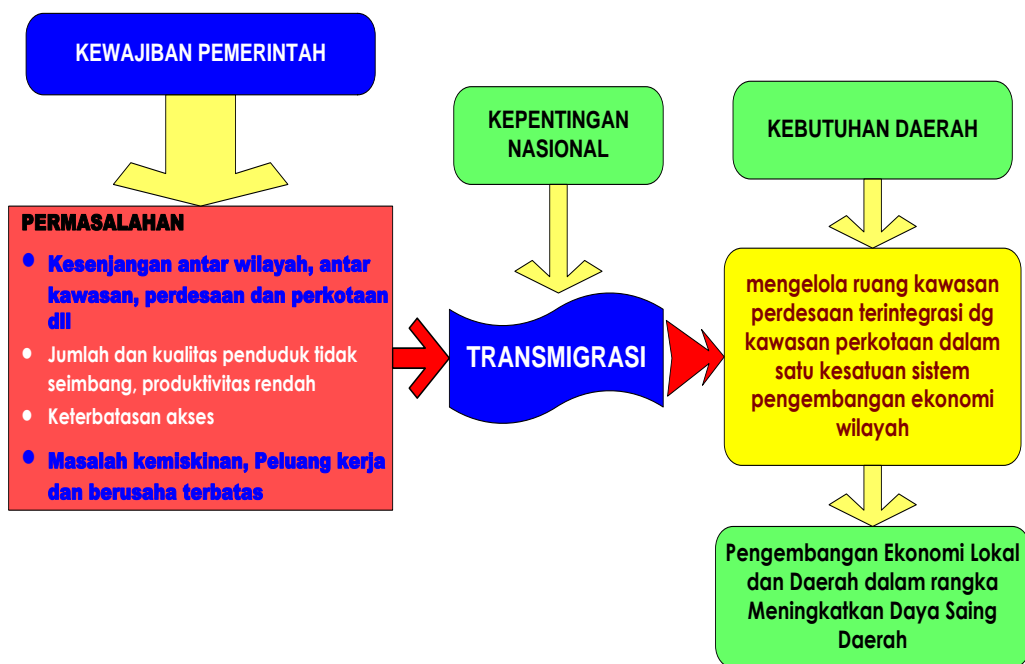 KEWAJIBAN PEMERINTAH
PERMASALAHAN
• Kesenjangan antar wilayah, antar
kawasan, perdesaan dan perkotaan
dll
• Jumlah dan kualitas penduduk tidak
seimbang, produktivitas rendah
• Keterbatasan akses
• Masalah kemiskinan, Peluang kerja
dan berusaha terbatas
KEPENTINGAN
NASIONAL
TRANSMIGRASI
KEBUTUHAN DAERAH
mengelola ruang kawasan
perdesaan terintegrasi dg
kawasan perkotaan dalam
satu kesatuan sistem
pengembangan ekonomi
wilayah
Pengembangan Ekonomi Lokal
dan Daerah dalam rangka
Meningkatkan Daya Saing
Daerah